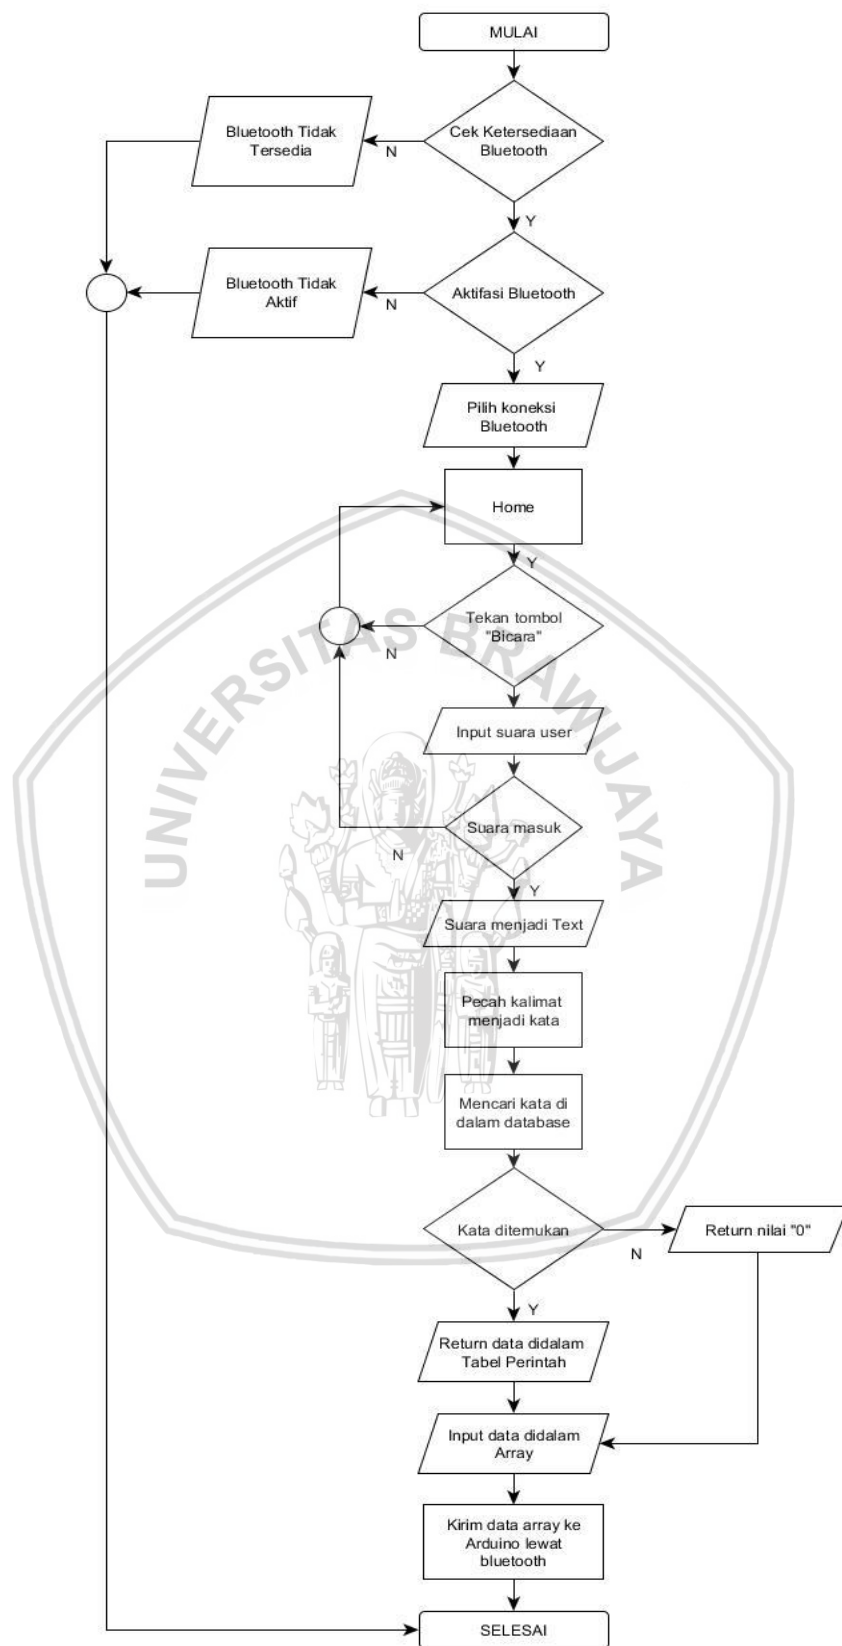 MULAI
Cek Ketersediaan
Bluetooth
N
Bluetooth Tidak
Tersedia
Y
Aktifasi Bluetooth
N
Bluetooth Tidak
Aktif
Y
Pilih koneksi
Bluetooth
Home
Y
Tekan tombol
"Bicara"
N
UNIVERSITAS BRAWIJAYA
Input suara user
Suara masuk
N
Y
Suara menjadi Text
Pecah kalimat
menjadi kata
Mencari kata di
dalam database
Kata ditemukan
N
Return nilai "0"
Y
Return data didalam
Tabel Perintah
Input data didalam
Array
Kirim data array ke
Arduino lewat
bluetooth
SELESAI